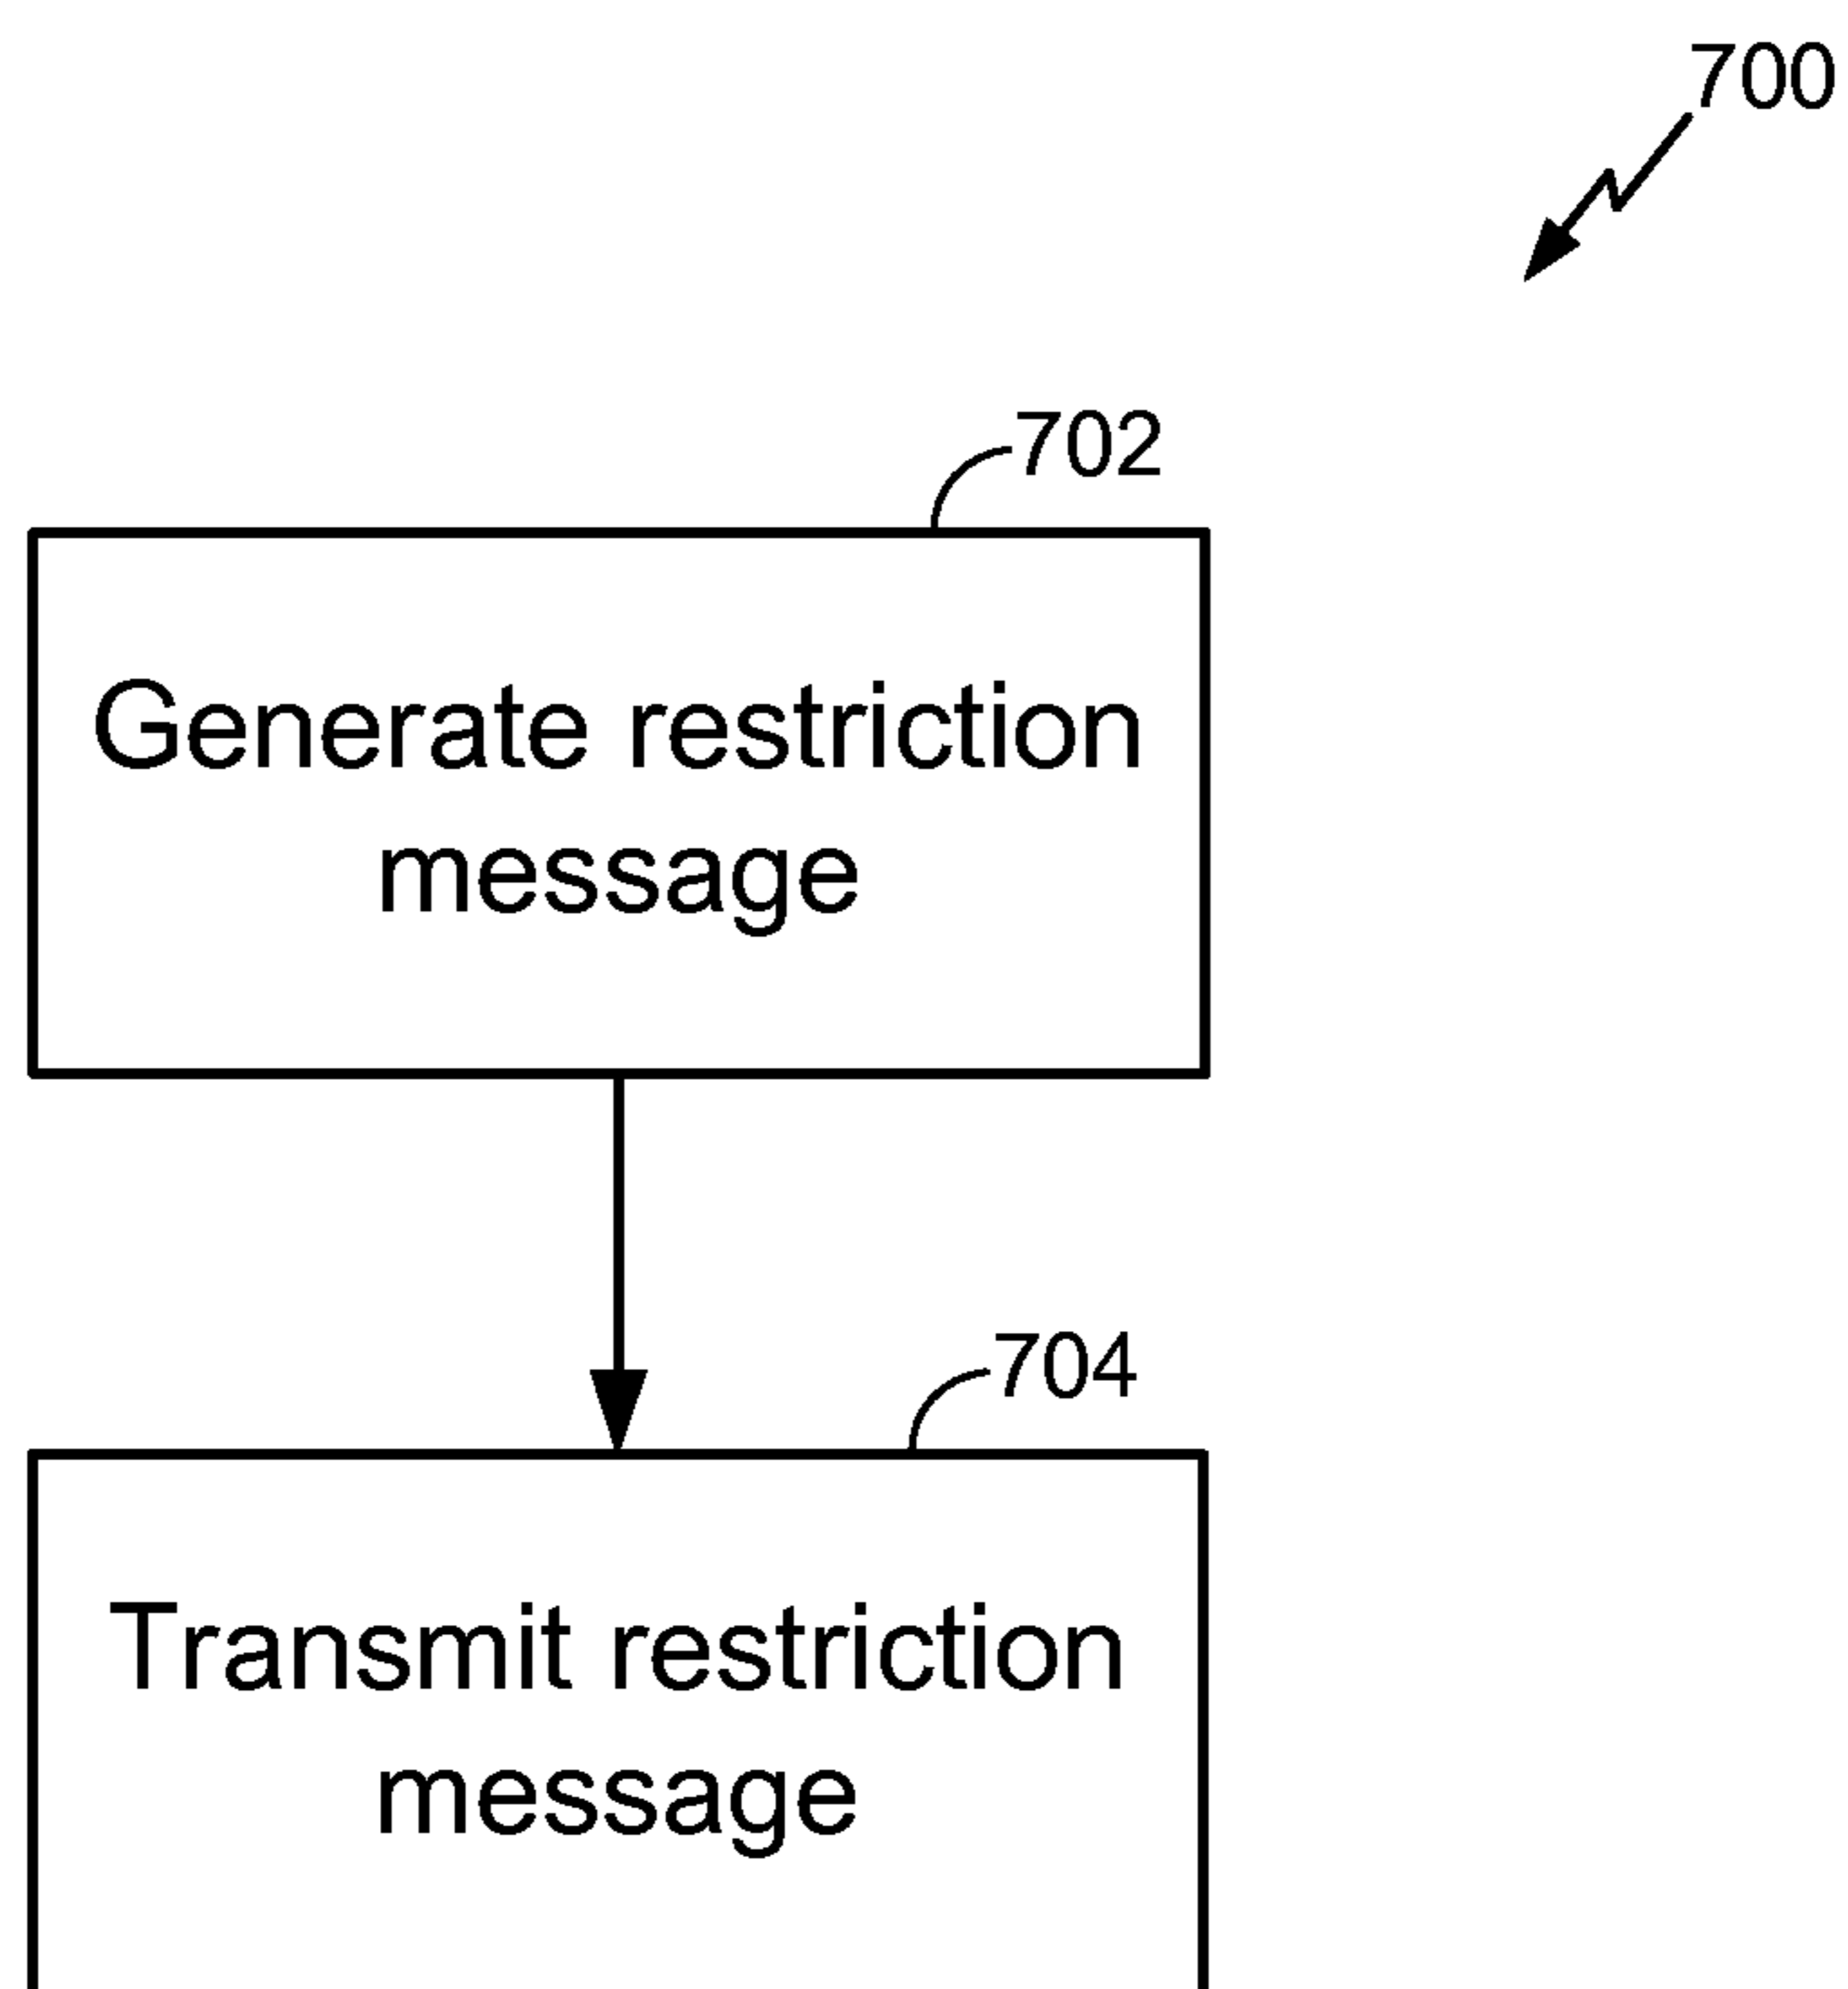 700
702
Generate restriction
message
704
Transmit restriction
message